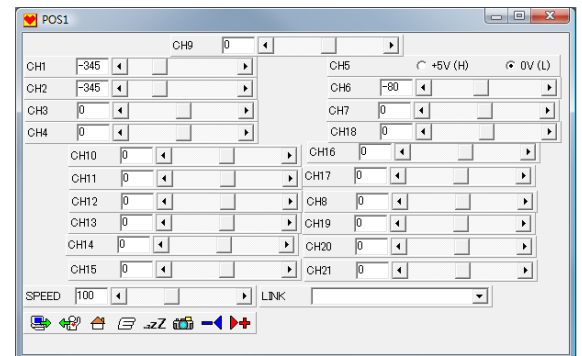 POS1
CH9 0
CH1 -345 CH5 +5V (H) 0V (L)
CH2 -345 CH6 -80
CH3 0 CH7 0
CH4 0 CH18 0
CH10 0 CH16 0
CH11 0 CH17 0
CH12 0 CH8 0
CH13 0 CH19 0
CH14 0 CH20 0
CH15 0 CH21 0
SPEED 100 LINK
..zZ